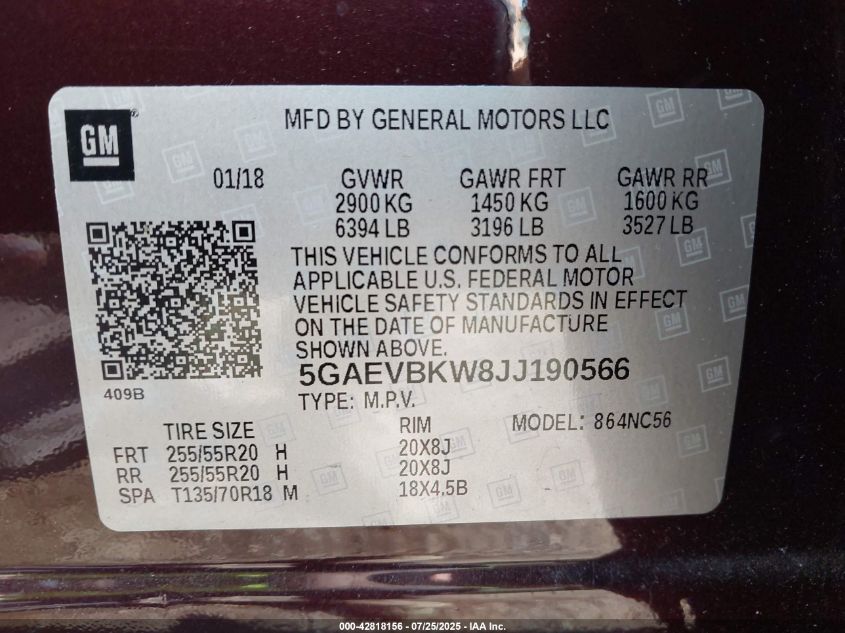 GM
MFD BY GENERAL MOTORS LLC
01/18 GVWR GAWR FRT GAWR RR
2900 KG 1450 KG 1600 KG
6394 LB 3196 LB 3527 LB
THIS VEHICLE CONFORMS TO ALL
APPLICABLE U.S. FEDERAL MOTOR
VEHICLE SAFETY STANDARDS IN EFFECT
ON THE DATE OF MANUFACTURE
SHOWN ABOVE.
5GAEVBKW8JJ190566
409B
TYPE: M.P.V.
TIRE SIZE RIM MODEL: 864NC56
FRT 255/55R20 H 20X8J
RR 255/55R20 H 20X8J
SPA T135/70R18 M 18X4.5B
000-42818156 — 07/25/2025 — IAA Inc.